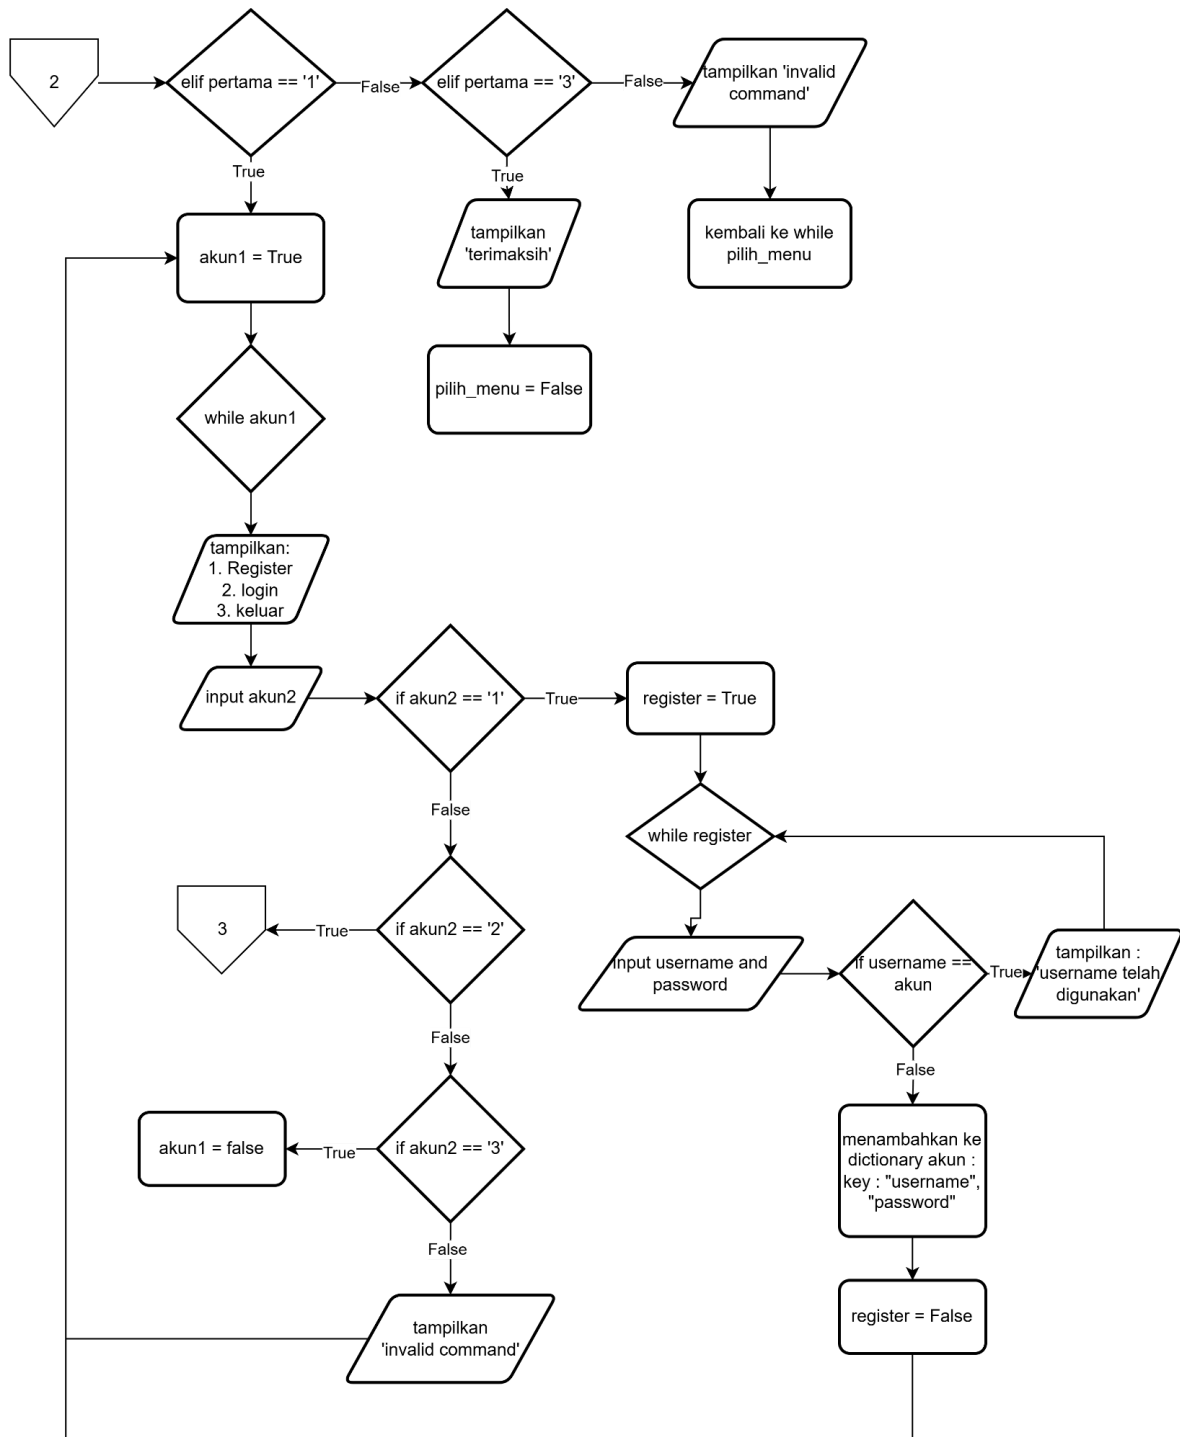 2
elif pertama == '1'
False
elif pertama == '3'
False
tampilkan 'invalid
command'
True
True
akun1 = True
tampilkan
'terimaksih'
kembali ke while
pilih_menu
pilih_menu = False
while akun1
tampilkan:
1. Register
2. login
3. keluar
input akun2
if akun2 == '1'
True
register = True
False
while register
3
True
if akun2 == '2'
input username and
password
if username ==
akun
True
tampilkan :
'username telah
digunakan'
False
False
akun1 = false
True
if akun2 == '3'
menambahkan ke
dictionary akun :
key : "username",
"password"
False
tampilkan
'invalid command'
register = False